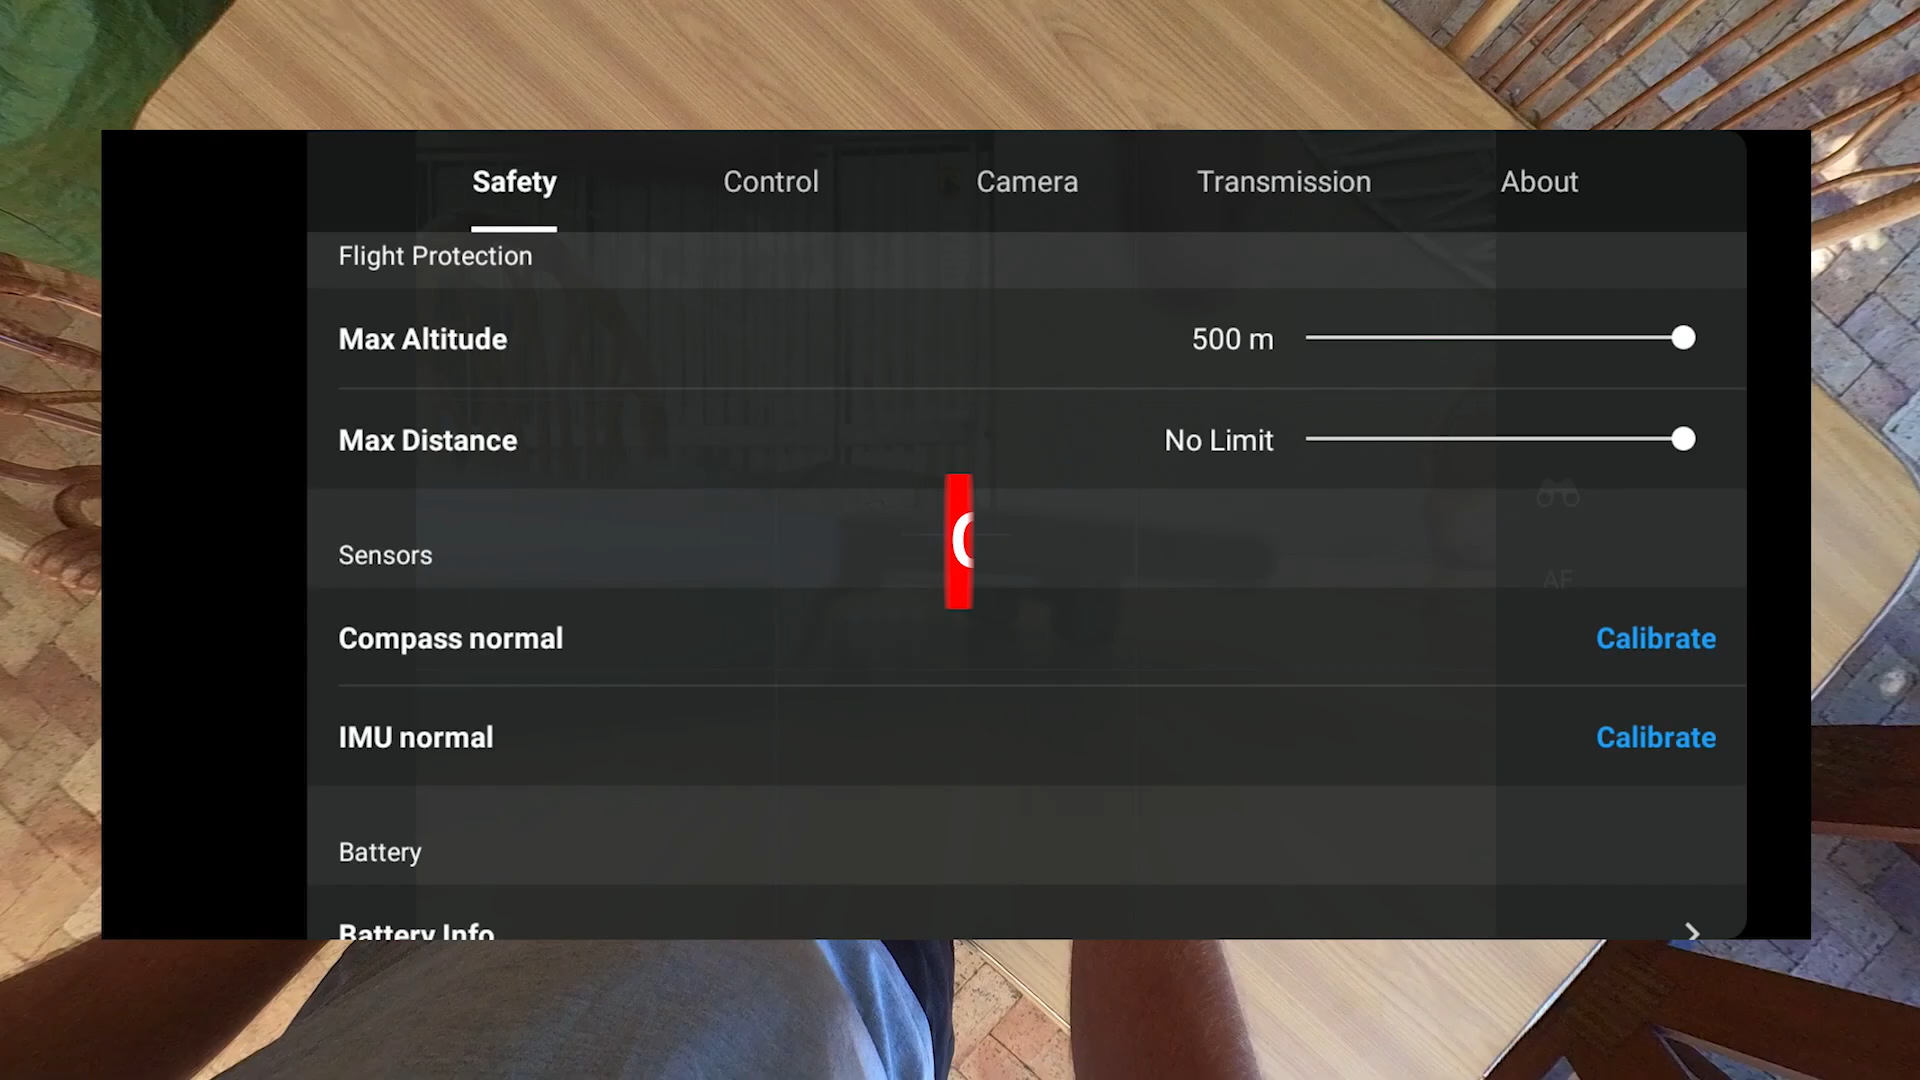 Safety Control Camera Transmission About
Flight Protection
Max Altitude 500 m
Max Distance No Limit
Sensors
AF
Compass normal Calibrate
IMU normal Calibrate
Battery
Battery Info